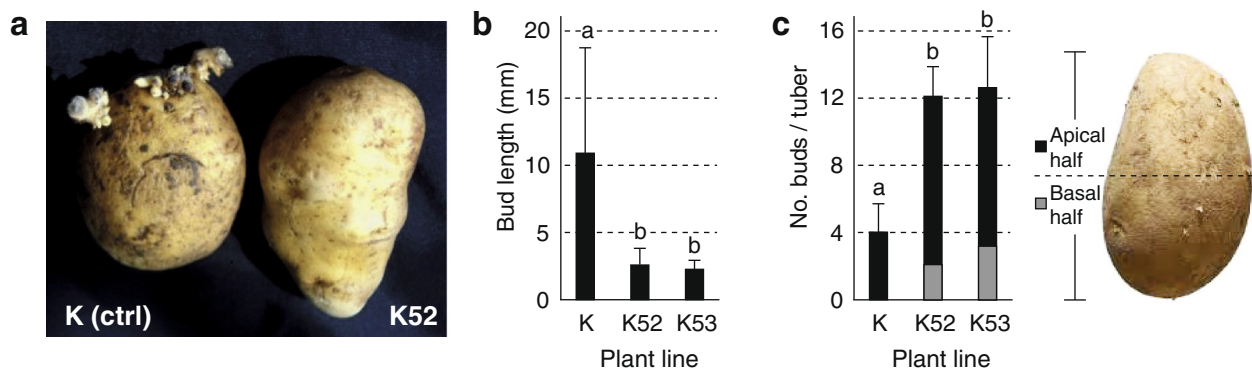 a
K (ctrl)
K52
b
Bud length (mm)
20
15
10
5
0
a
b
b
K K52 K53
Plant line
c
No. buds / tuber
16
12
8
4
0
a
b
b
K K52 K53
Plant line
Apical
half
Basal
half